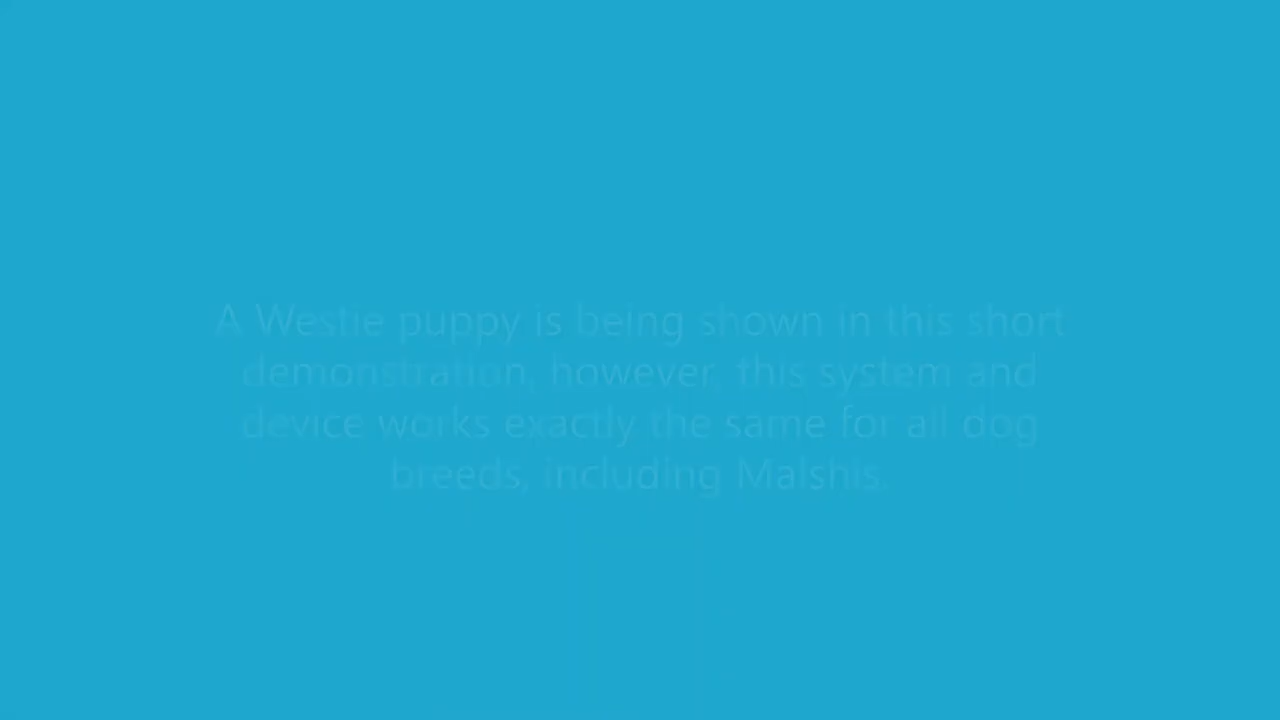 A Westie puppy is being shown in this short
demonstration, however, this system and
device works exactly the same for all dog
breeds, including Malshis.